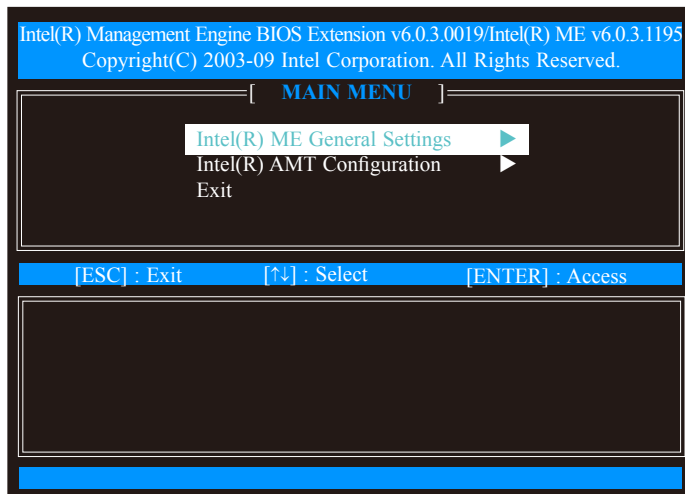 Intel(R) Management Engine BIOS Extension v6.0.3.0019/Intel(R) ME v6.0.3.1195
Copyright(C) 2003-09 Intel Corporation. All Rights Reserved.
[ MAIN MENU ]
Intel(R) ME General Settings ▶
Intel(R) AMT Configuration ▶
Exit
[ESC] : Exit [↑↓] : Select [ENTER] : Access